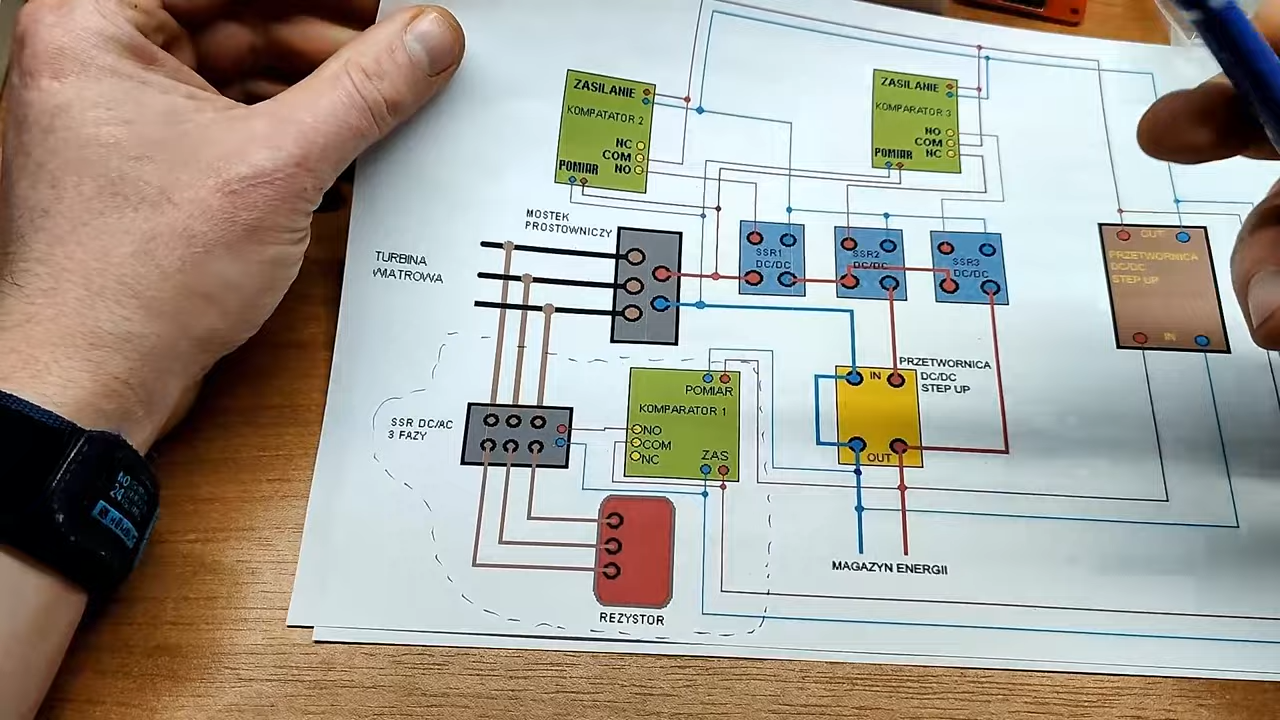 ZASILANIE
KOMPATATOR 2
NC
COM
NO
POMIAR
ZASILANIE
KOMPARATOR 3
NO
COM
NC
POMIAR
MOSTEK
PROSTOWNICZY
TURBINA
WIATROWA
SSR1
DC/DC
SSR2
DC/DC
SSR3
DC/DC
OUT
PRZETWORNICA
DC/DC
STEP UP
IN
IN
PRZETWORNICA
DC/DC
STEP UP
OUT
POMIAR
KOMPARATOR 1
NO
COM
NC
ZAS
SSR DC/AC
3 FAZY
REZYSTOR
MAGAZYN ENERGII